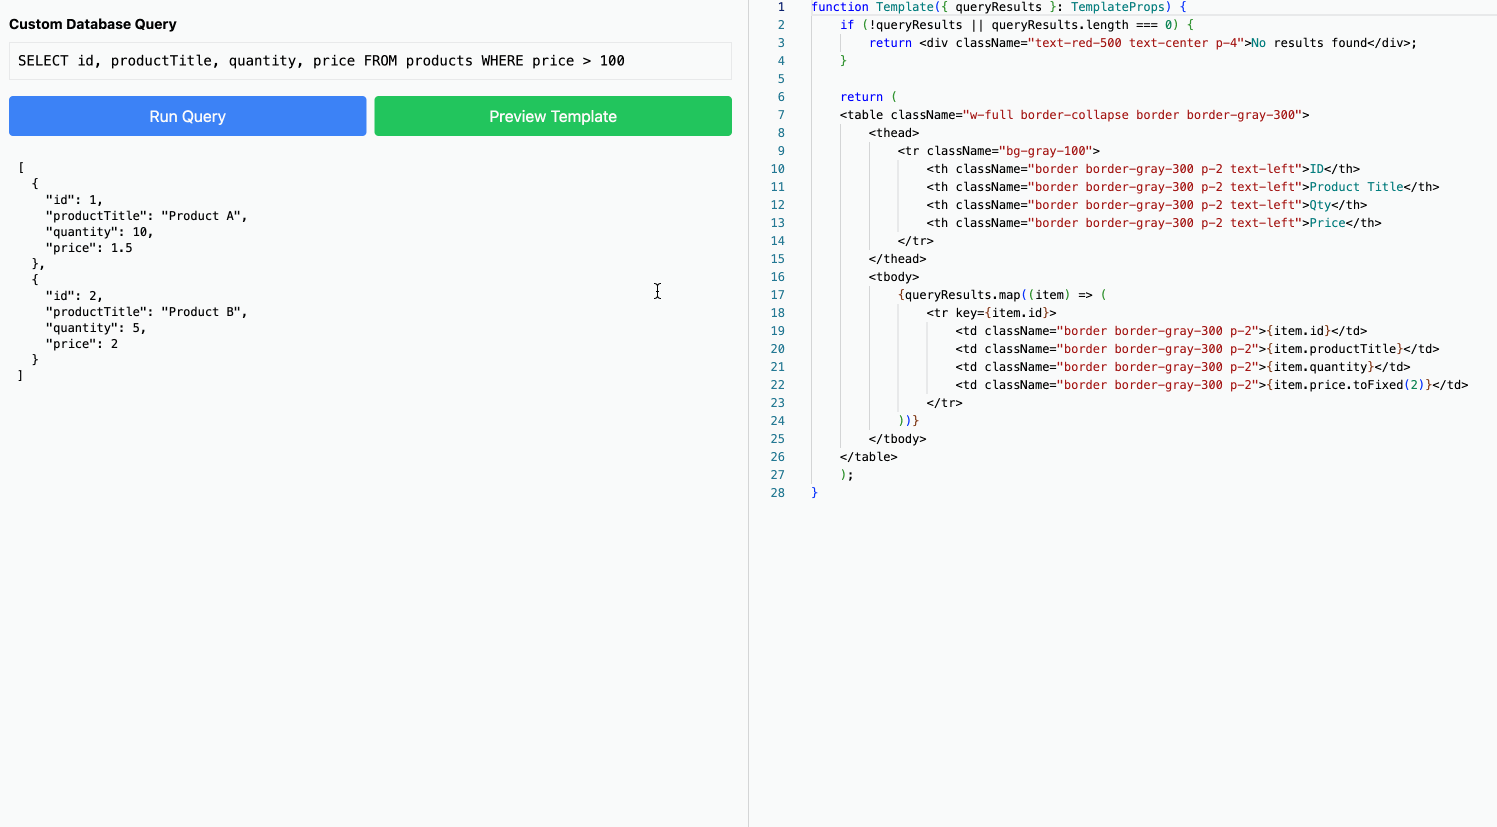 Custom Database Query
SELECT id, productTitle, quantity, price FROM products WHERE price > 100
Run Query
Preview Template
[
  {
    "id": 1,
    "productTitle": "Product A",
    "quantity": 10,
    "price": 1.5
  },
  {
    "id": 2,
    "productTitle": "Product B",
    "quantity": 5,
    "price": 2
  }
]
1 function Template({ queryResults }: TemplateProps) {
2     if (!queryResults || queryResults.length === 0) {
3         return <div className="text-red-500 text-center p-4">No results found</div>;
4     }
5
6     return (
7     <table className="w-full border-collapse border border-gray-300">
8         <thead>
9             <tr className="bg-gray-100">
10                 <th className="border border-gray-300 p-2 text-left">ID</th>
11                 <th className="border border-gray-300 p-2 text-left">Product Title</th>
12                 <th className="border border-gray-300 p-2 text-left">Qty</th>
13                 <th className="border border-gray-300 p-2 text-left">Price</th>
14             </tr>
15         </thead>
16         <tbody>
17             {queryResults.map((item) => (
18                 <tr key={item.id}>
19                     <td className="border border-gray-300 p-2">{item.id}</td>
20                     <td className="border border-gray-300 p-2">{item.productTitle}</td>
21                     <td className="border border-gray-300 p-2">{item.quantity}</td>
22                     <td className="border border-gray-300 p-2">{item.price.toFixed(2)}</td>
23                 </tr>
24             ))}
25         </tbody>
26     </table>
27     );
28 }